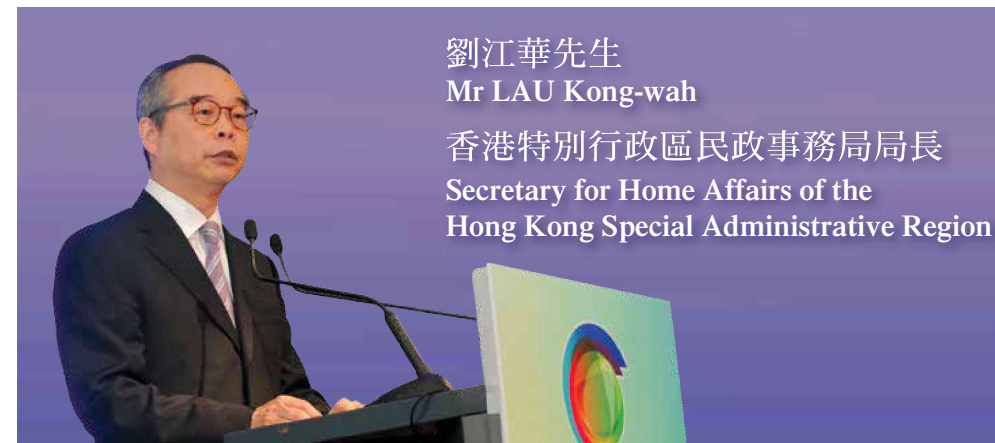 劉江華先生
Mr LAU Kong-wah
香港特別行政區民政事務局局長
Secretary for Home Affairs of the
Hong Kong Special Administrative Region